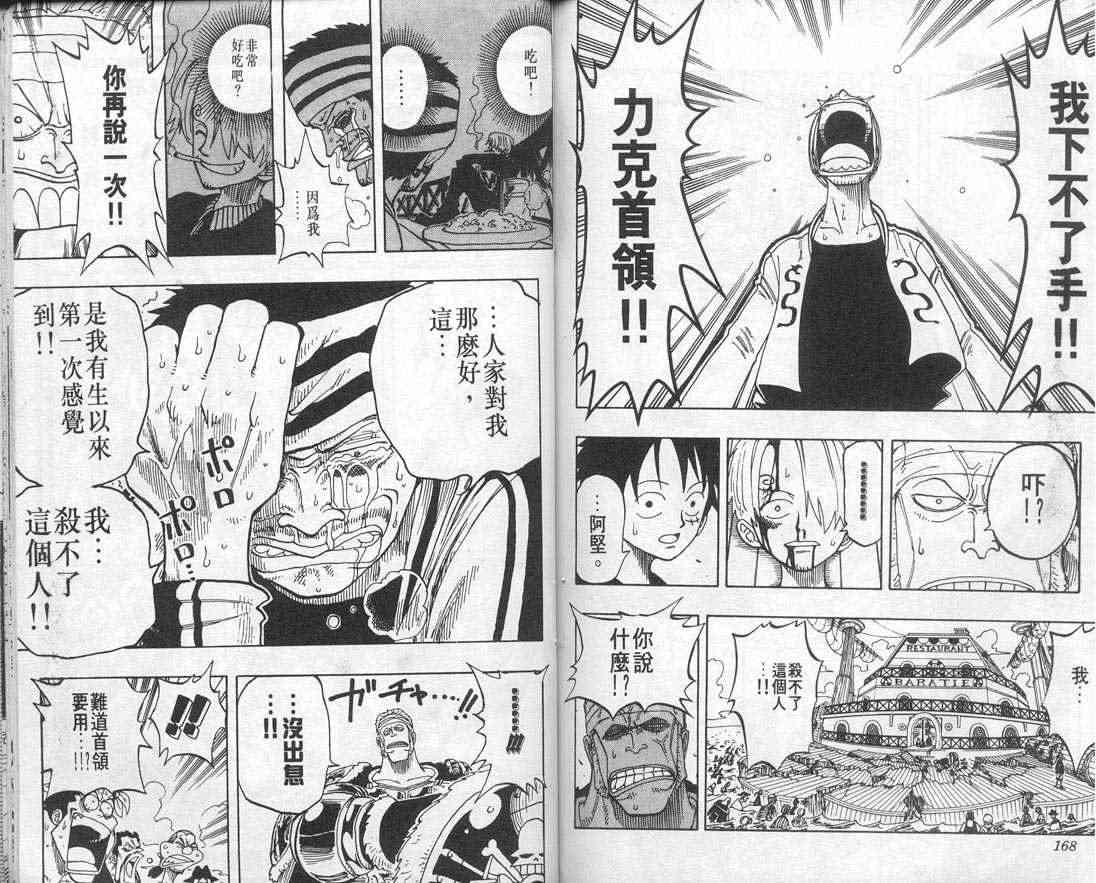 我下不了手!!
力克首領!!
吓!?
………
…阿堅。
我…
殺不了
這個人
…!!
RESTAURANT
BARATIE
你說
什麼!?
168
吃吧!
……
因爲我
……
非常
好吃吧?
你再說一次!!
…人家對我
那麽好,
這…
是我有生以來
第一次感覺
到!!
ポロ
ポロ…
我…
殺不了
這個人!!
……!!!
ガチャ…!!
…沒出息
…!!
!!
難道首領
要用…!!?